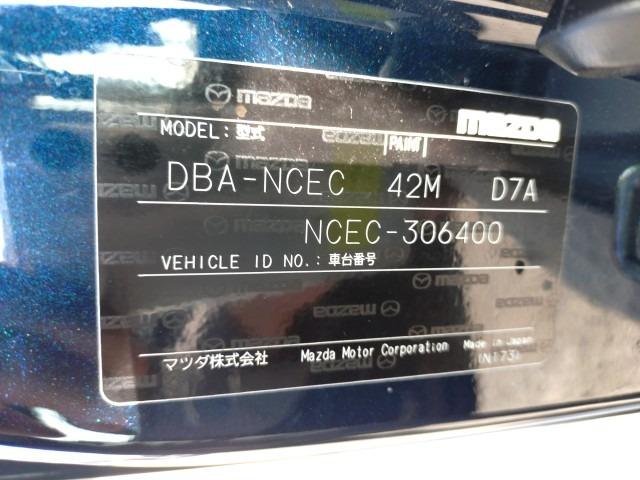 mazda
mazda
MODEL: 型式
PAINT
DBA-NCEC 42M D7A
NCEC-306400
VEHICLE ID NO.: 車台番号
マツダ株式会社 Mazda Motor Corporation Made in Japan
(N173)